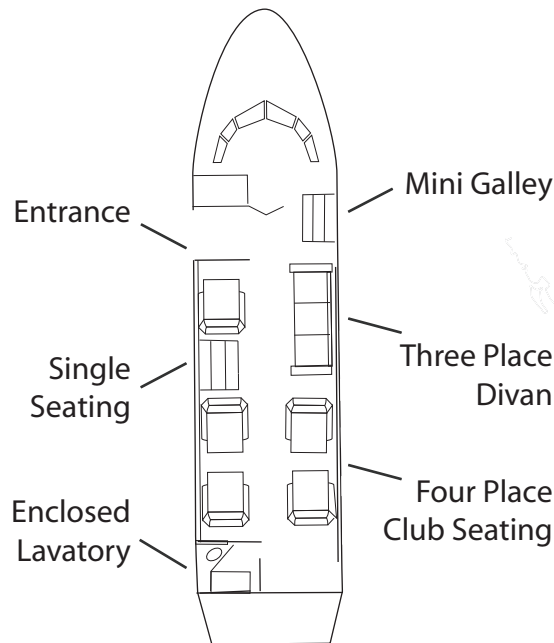 Entrance
Single
Seating
Enclosed
Lavatory
Mini Galley
Three Place
Divan
Four Place
Club Seating